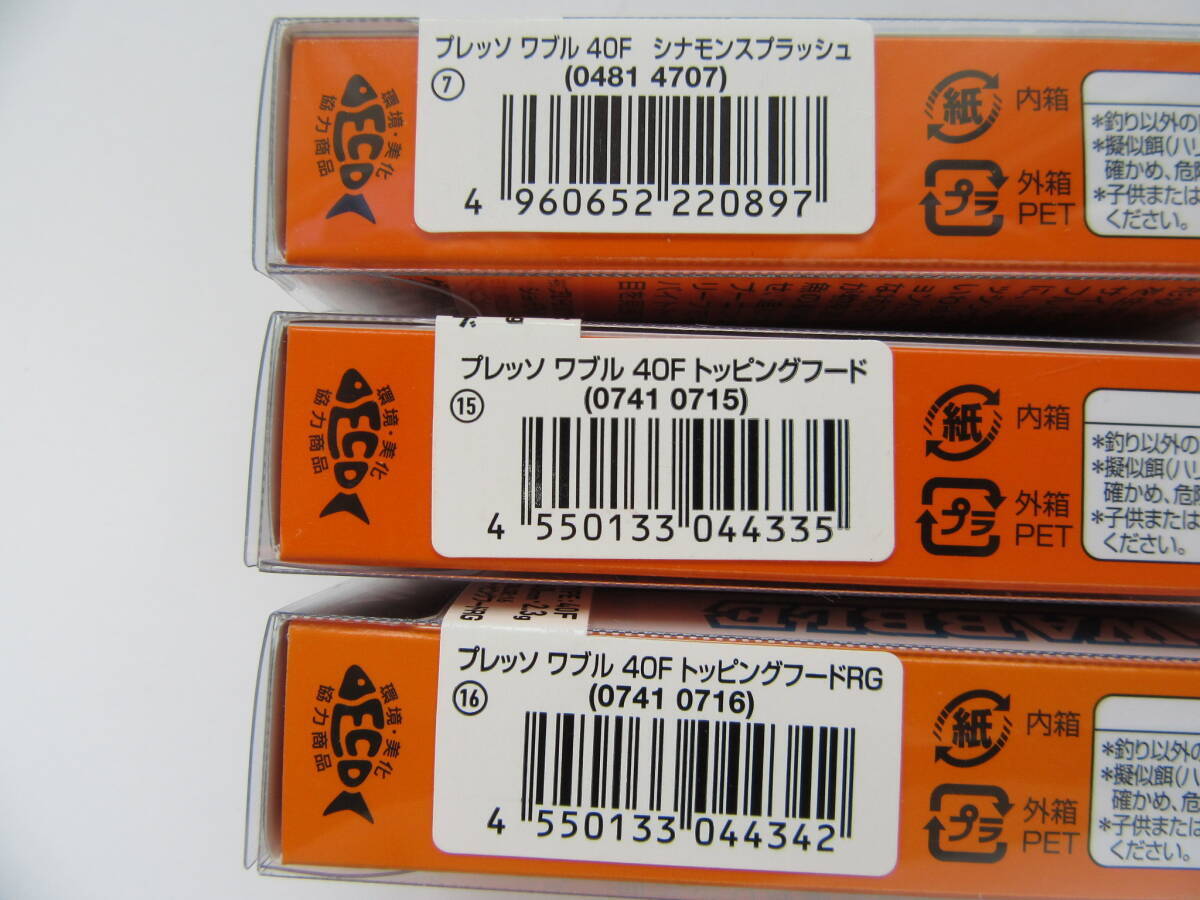 プレッソ ワブル 40F シナモンスプラッシュ
⑦ (0481 4707)
4 960652 220897
環境・美化
ECO
協力商品
紙 内箱
プラ 外箱
PET
*釣り以外の
*擬似餌(ハリ
確かめ、危険
*子供または
ください。
プレッソ ワブル 40F トッピングフード
⑮ (0741 0715)
4 550133 044335
環境・美化
ECO
協力商品
紙 内箱
プラ 外箱
PET
*釣り以外の
*擬似餌(ハリ
確かめ、危険
*子供または
ください。
WABBLE
40F
2.3g
プレッソ ワブル 40F トッピングフードRG
⑯ (0741 0716)
4 550133 044342
環境・美化
ECO
協力商品
紙 内箱
プラ 外箱
PET
*釣り以外の
*擬似餌(ハ
確かめ、危
*子供または
ください。